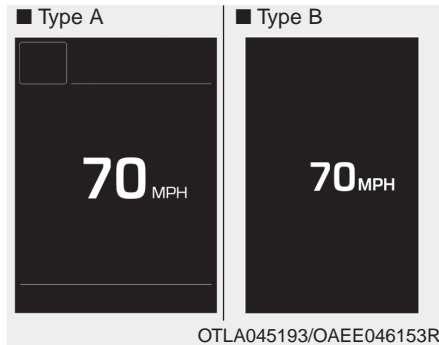 ■ Type A
■ Type B
70 MPH
70 MPH
OTLA045193/OAEE046153R